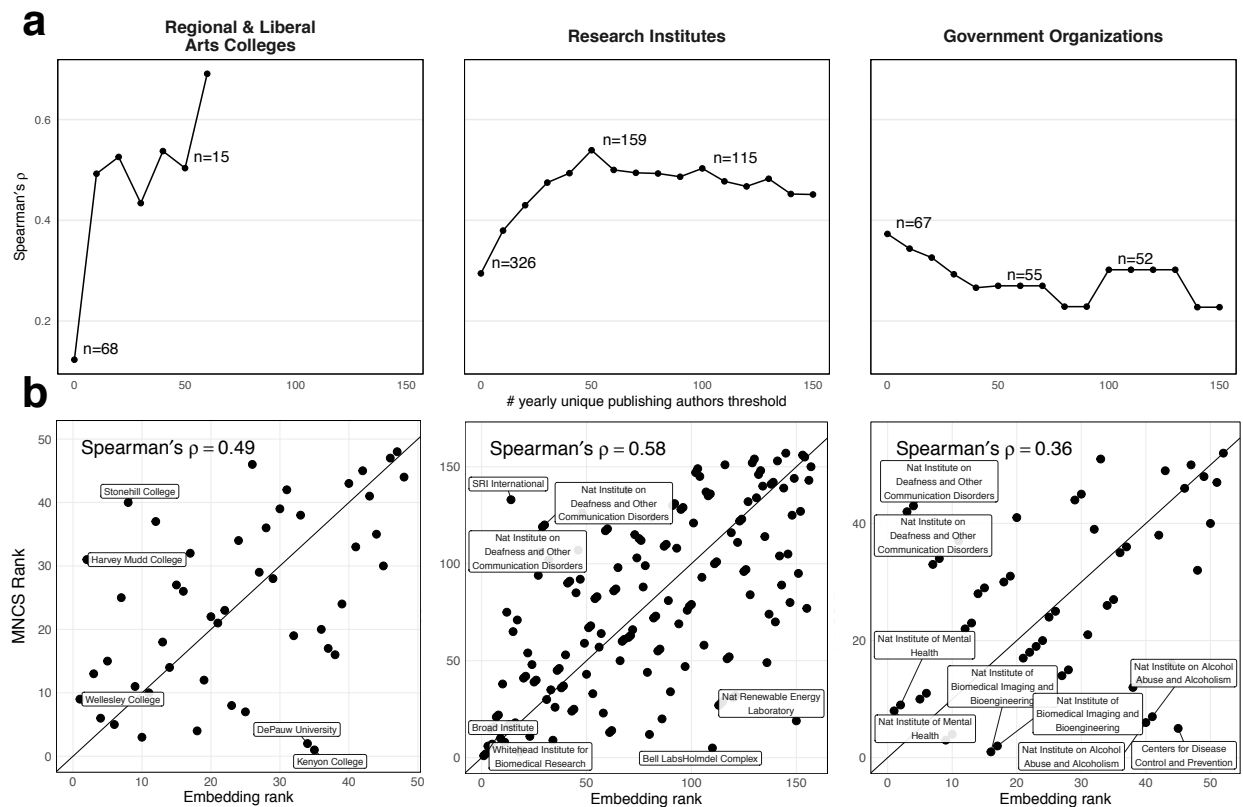 a
Regional & Liberal
Arts Colleges
Research Institutes
Government Organizations
Spearman's ρ
0.6
0.4
0.2
n=68
n=15
0
50
100
150
n=326
n=159
n=115
0
50
100
150
# yearly unique publishing authors threshold
n=67
n=55
n=52
0
50
100
150
b
MNCS Rank
Spearman's ρ = 0.49
50
40
30
20
10
0
Stonehill College
Harvey Mudd College
Wellesley College
DePauw University
Kenyon College
0
10
20
30
40
50
Embedding rank
Spearman's ρ = 0.58
150
100
50
0
SRI International
Nat Institute on
Deafness and Other
Communication Disorders
Nat Institute on
Deafness and Other
Communication Disorders
Nat Renewable Energy
Laboratory
Broad Institute
Whitehead Institute for
Biomedical Research
Bell LabsHolmdel Complex
0
50
100
150
Embedding rank
Spearman's ρ = 0.36
40
20
0
Nat Institute on
Deafness and Other
Communication Disorders
Nat Institute on
Deafness and Other
Communication Disorders
Nat Institute of Mental
Health
Nat Institute of
Biomedical Imaging and
Bioengineering
Nat Institute on Alcohol
Abuse and Alcoholism
Nat Institute of
Biomedical Imaging and
Bioengineering
Nat Institute of Mental
Health
Nat Institute on Alcohol
Abuse and Alcoholism
Centers for Disease
Control and Prevention
0
10
20
30
40
50
Embedding rank